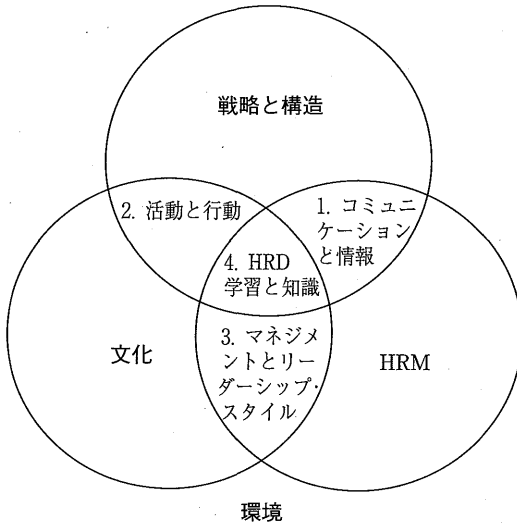 戦略と構造
2. 活動と行動
1. コミュニ
ケーション
と情報
4. HRD
学習と知識
文化
3. マネジメ
ントとリー
ダーシップ・
スタイル
HRM
環境